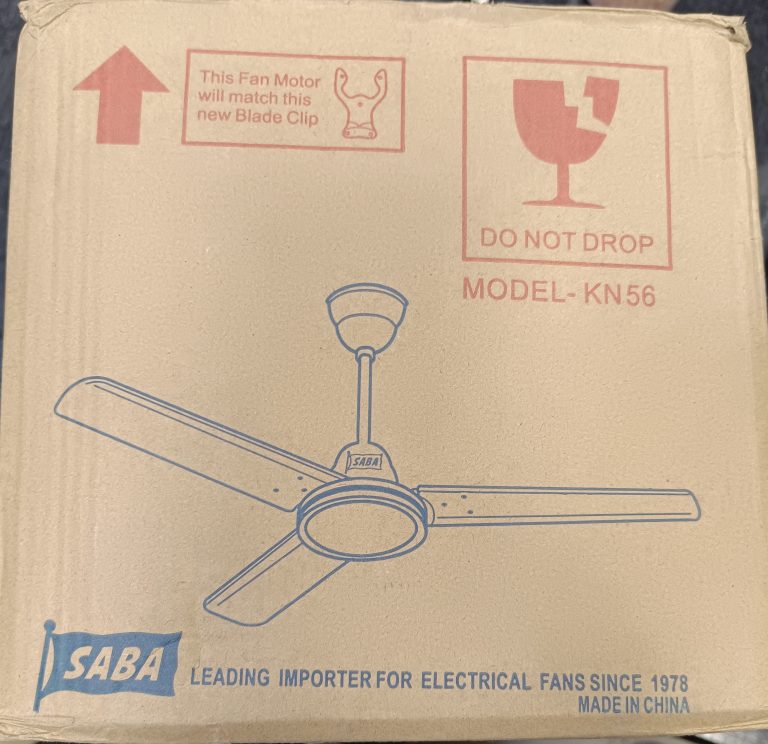 This Fan Motor
will match this
new Blade Clip
DO NOT DROP
MODEL- KN56
SABA
SABA
LEADING IMPORTER FOR ELECTRICAL FANS SINCE 1978
MADE IN CHINA